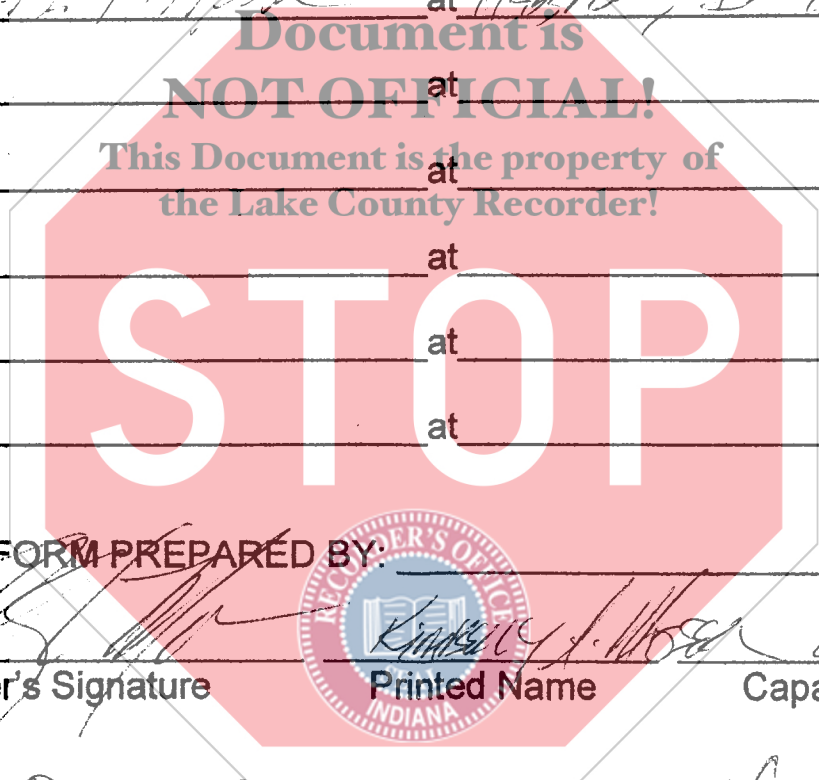 at
Document is
NOT OFFICIAL!
at
This Document is the property of
at
the Lake County Recorder!
at
STOP
at
at
FORM PREPARED BY:
RECORDER'S OFFICE
SEAL
INDIANA
r's Signature
Printed Name
Capa